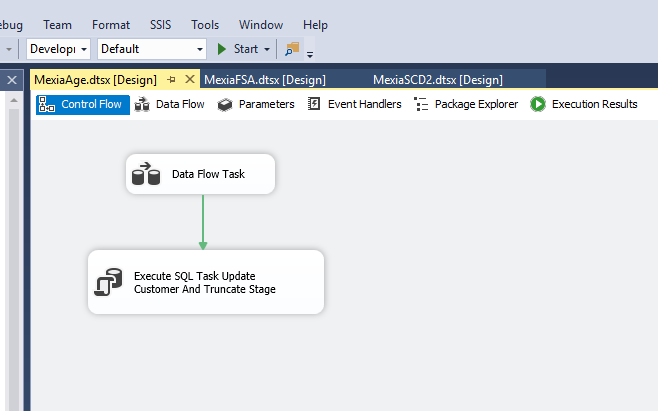 ebug Team Format SSIS Tools Window Help
Developı Default Start
MexiaAge.dtsx [Design] MexiaFSA.dtsx [Design] MexiaSCD2.dtsx [Design]
Control Flow Data Flow Parameters Event Handlers Package Explorer Execution Results
Data Flow Task
Execute SQL Task Update
Customer And Truncate Stage